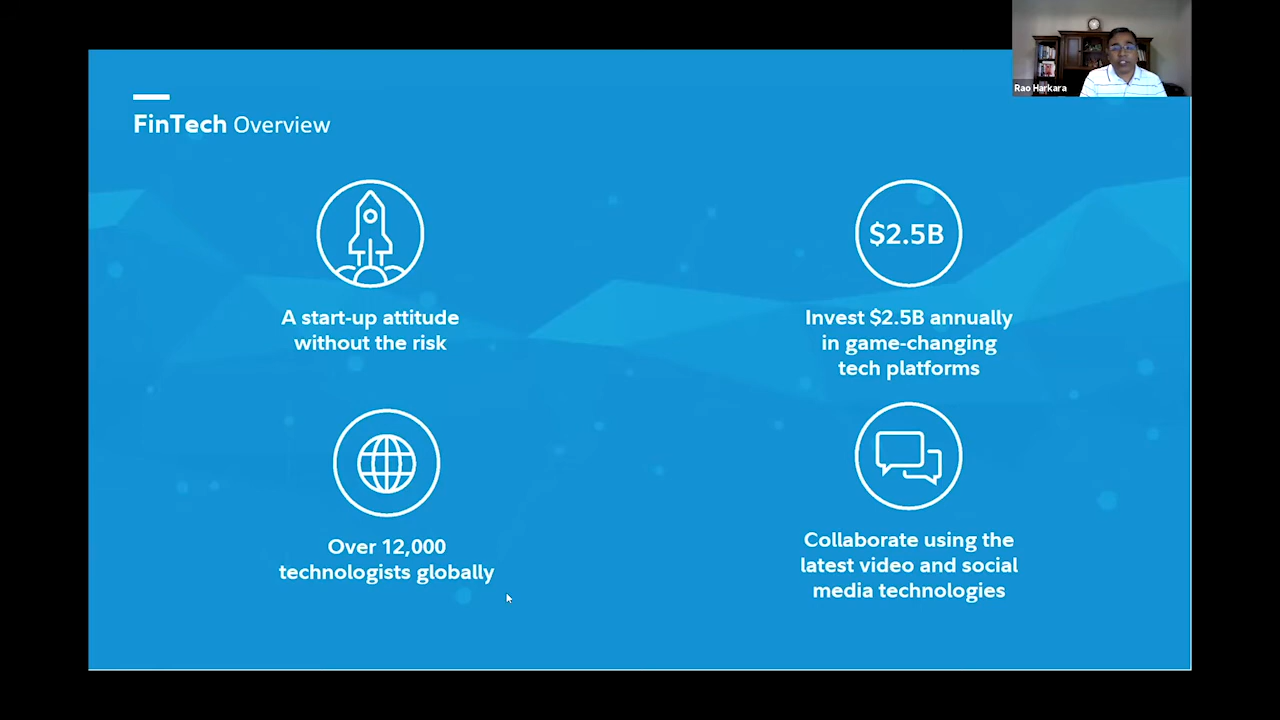 Rao Harkara
FinTech Overview
A start-up attitude
without the risk
$2.5B
Invest $2.5B annually
in game-changing
tech platforms
Over 12,000
technologists globally
Collaborate using the
latest video and social
media technologies